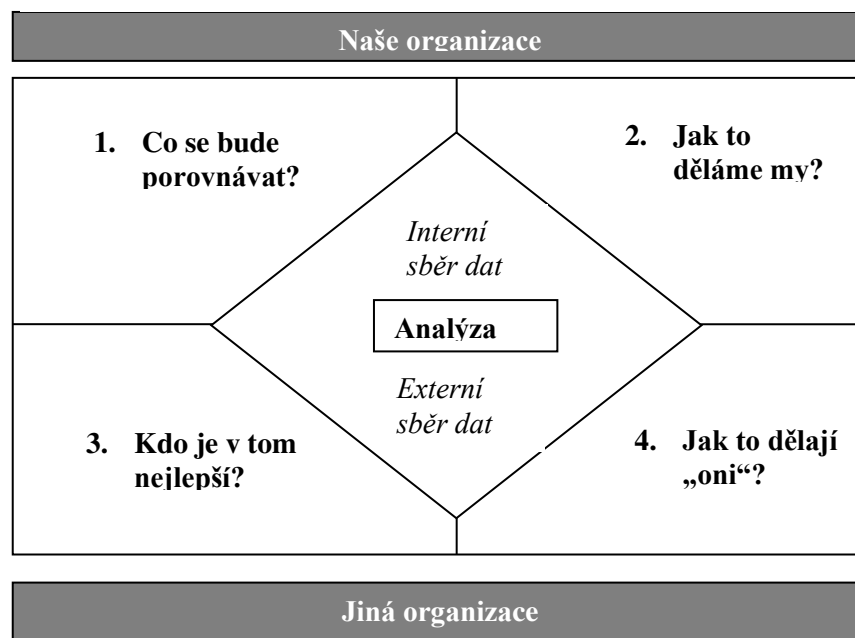 Naše organizace
1. Co se bude
porovnávat?
2. Jak to
děláme my?
Interní
sběr dat
Analýza
Externí
sběr dat
3. Kdo je v tom
nejlepší?
4. Jak to dělají
„oni“?
Jiná organizace